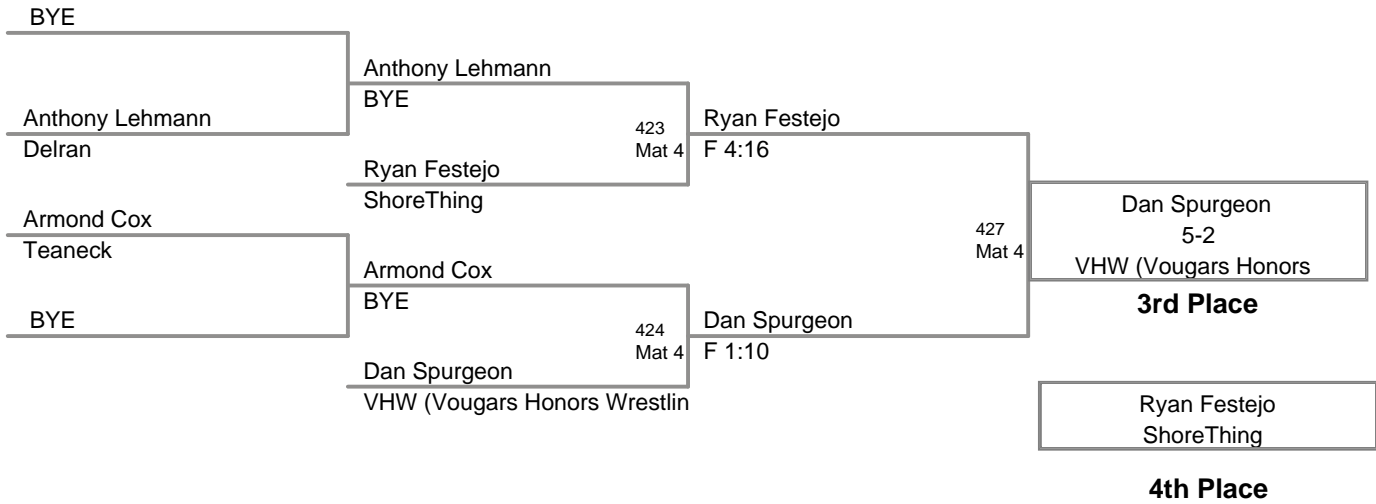 BYE
Anthony Lehmann
BYE
Anthony Lehmann
Delran
423
Mat 4
Ryan Festejo
F 4:16
Ryan Festejo
ShoreThing
Armond Cox
Teaneck
Dan Spurgeon
5-2
VHW (Vougars Honors
3rd Place
427
Mat 4
Armond Cox
BYE
BYE
424
Mat 4
Dan Spurgeon
F 1:10
Dan Spurgeon
VHW (Vougars Honors Wrestlin
Ryan Festejo
ShoreThing
4th Place